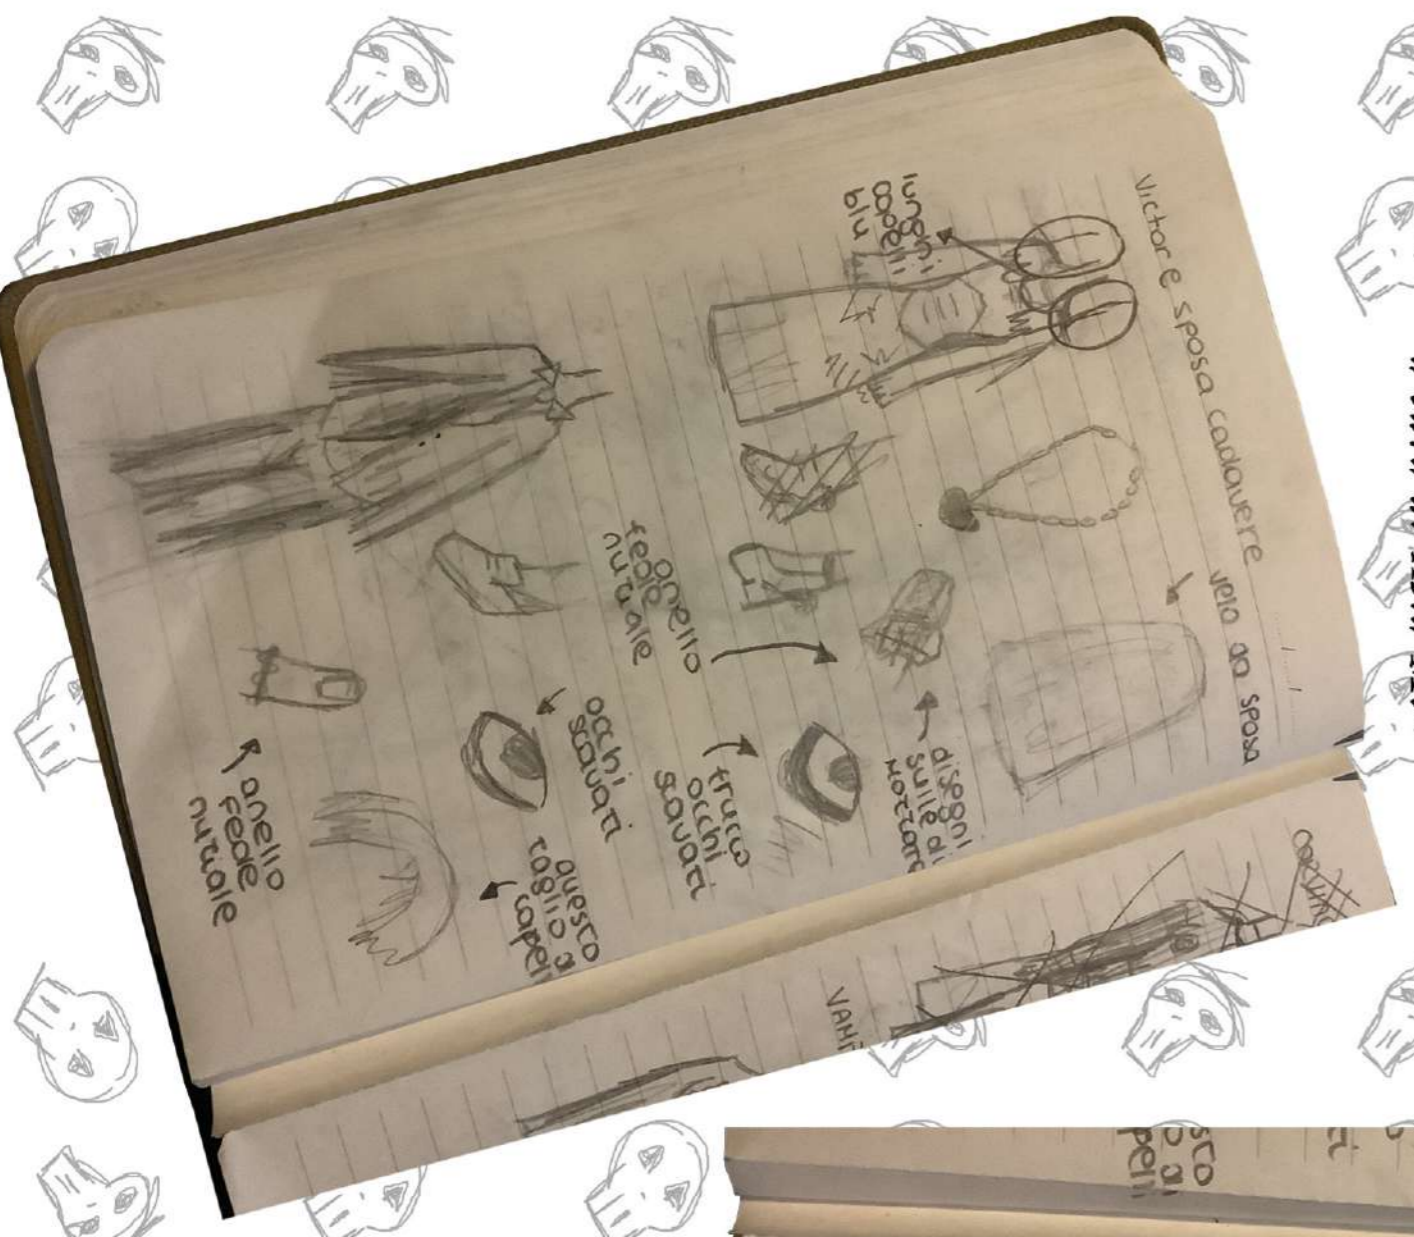 Victor e sposa cadavere
velo da sposa
lunghi
capelli
blu
disegni
sulle di
anello
fede
nuziale
trucco
occhi
scavati
occhi
scavati
questo
taglio di
capelli
anello
fede
nuziale